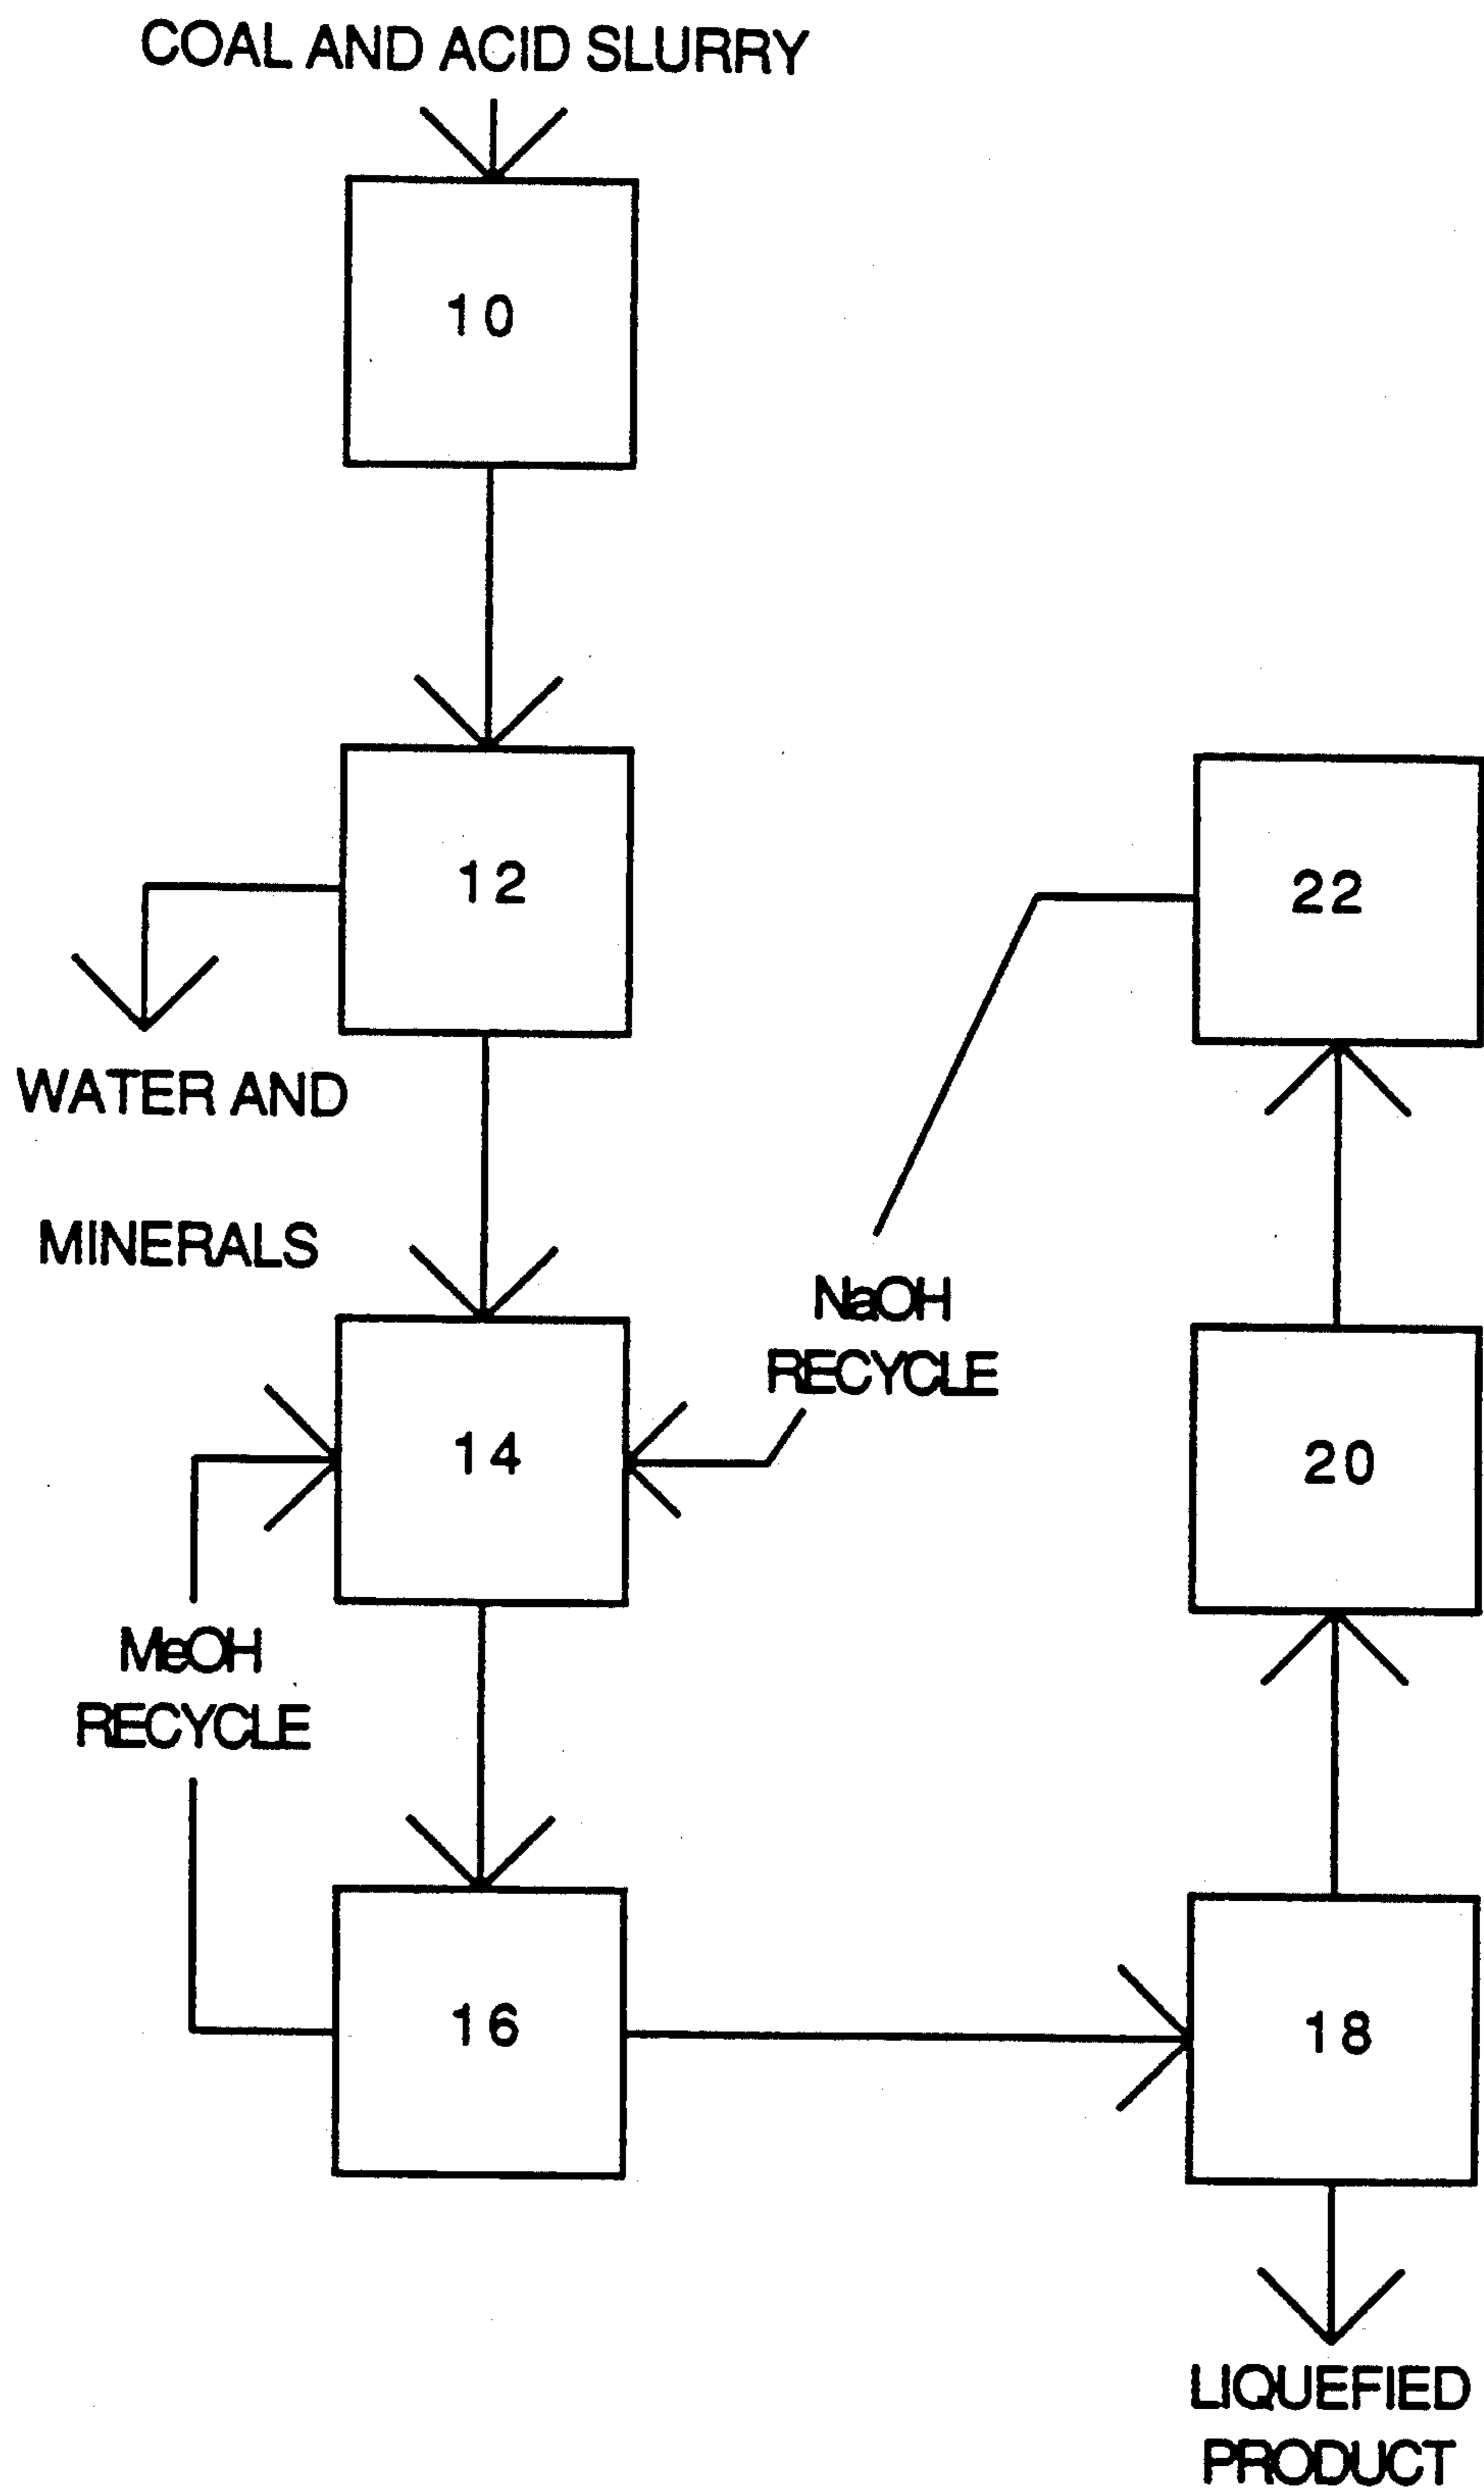 COAL AND ACID SLURRY
10
12
22
WATER AND
MINERALS
NaOH
RECYCLE
14
20
MeOH
RECYCLE
16
18
LIQUEFIED
PRODUCT